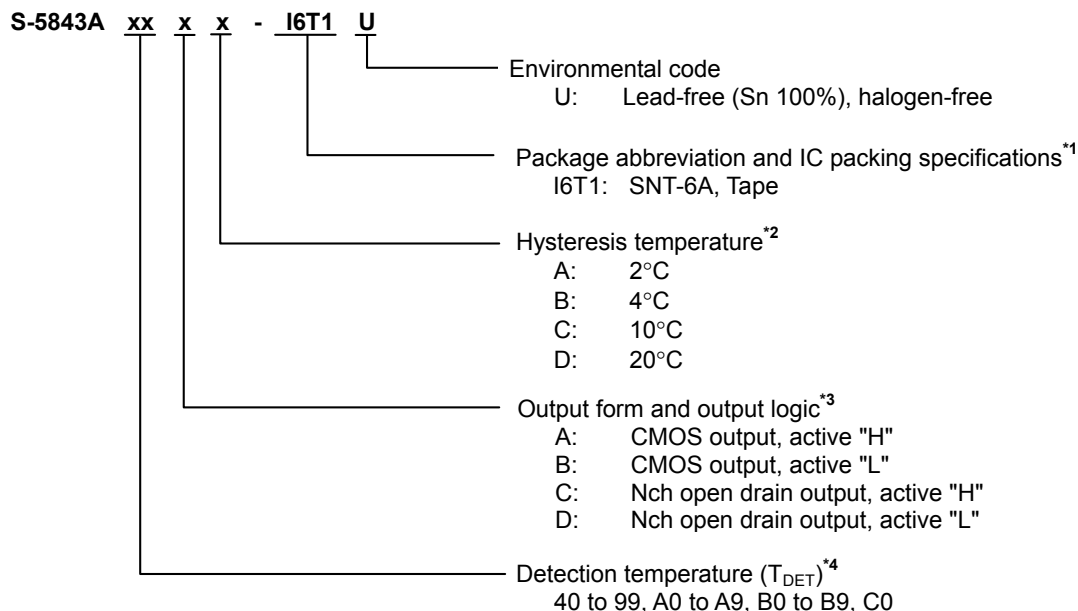 S-5843A xx x x - I6T1 U
Environmental code
U: Lead-free (Sn 100%), halogen-free
Package abbreviation and IC packing specifications*1
I6T1: SNT-6A, Tape
Hysteresis temperature*2
A: 2°C
B: 4°C
C: 10°C
D: 20°C
Output form and output logic*3
A: CMOS output, active "H"
B: CMOS output, active "L"
C: Nch open drain output, active "H"
D: Nch open drain output, active "L"
Detection temperature (TDET)*4
40 to 99, A0 to A9, B0 to B9, C0